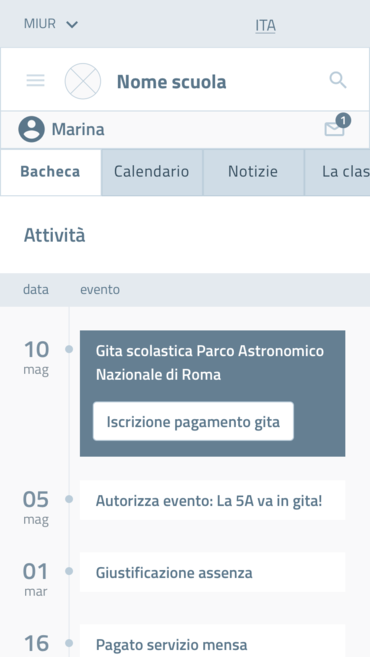 MIUR
ITA
Nome scuola
Marina
1
Bacheca
Calendario
Notizie
La clas
Attività
data
evento
10
mag
Gita scolastica Parco Astronomico
Nazionale di Roma
Iscrizione pagamento gita
05
mag
Autorizza evento: La 5A va in gita!
01
mar
Giustificazione assenza
16
Pagato servizio mensa